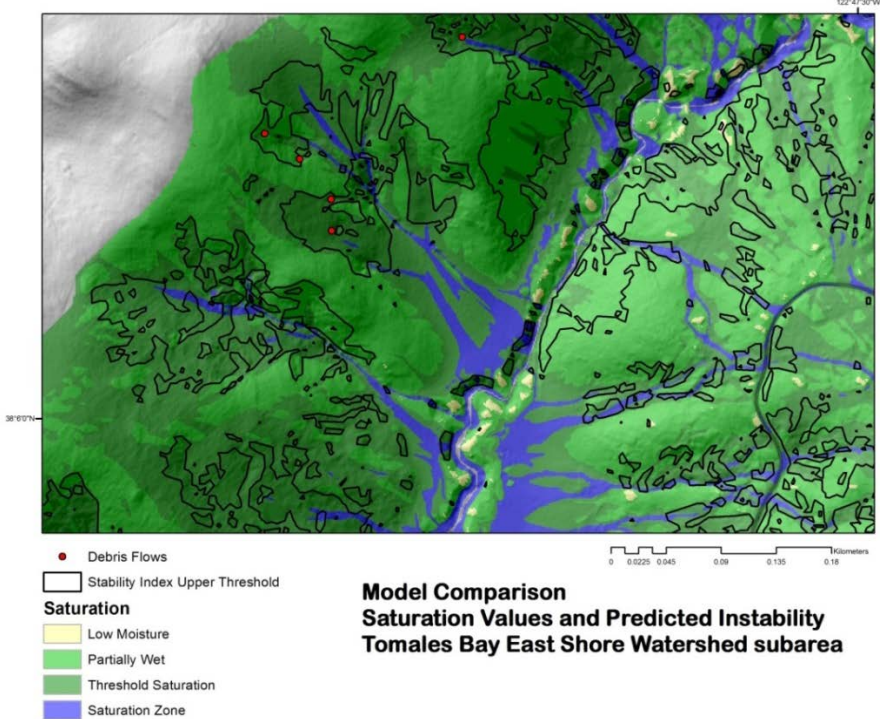 122°47'30"W
38°6'0"N
Debris Flows
Stability Index Upper Threshold
Saturation
Low Moisture
Partially Wet
Threshold Saturation
Saturation Zone
Kilometers
0 0.0225 0.045 0.09 0.135 0.18
Model Comparison
Saturation Values and Predicted Instability
Tomales Bay East Shore Watershed subarea